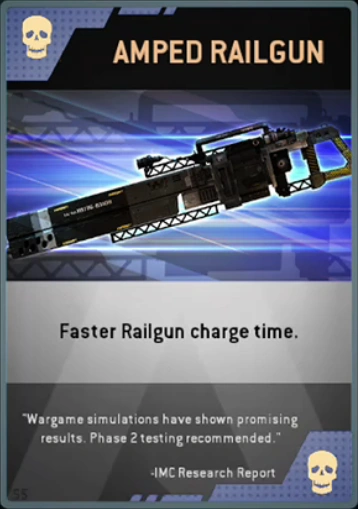 AMPED RAILGUN
Faster Railgun charge time.
"Wargame simulations have shown promising
results. Phase 2 testing recommended."
-IMC Research Report
55